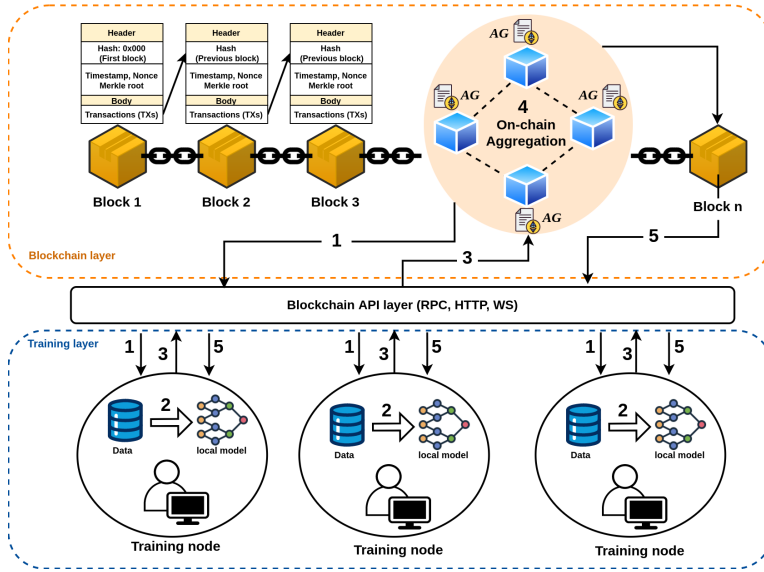 Header
Hash: 0x000
(First block)
Timestamp, Nonce
Merkle root
Body
Transactions (TXs)
Header
Hash
(Previous block)
Timestamp, Nonce
Merkle root
Body
Transactions (TXs)
Header
Hash
(Previous block)
Timestamp, Nonce
Merkle root
Body
Transactions (TXs)
Block 1
Block 2
Block 3
AG
AG
AG
4
On-chain
Aggregation
AG
Block n
1
3
5
Blockchain layer
Blockchain API layer (RPC, HTTP, WS)
Training layer
1
3
5
1
3
5
1
3
5
2
Data
local model
Training node
2
Data
local model
Training node
2
Data
local model
Training node